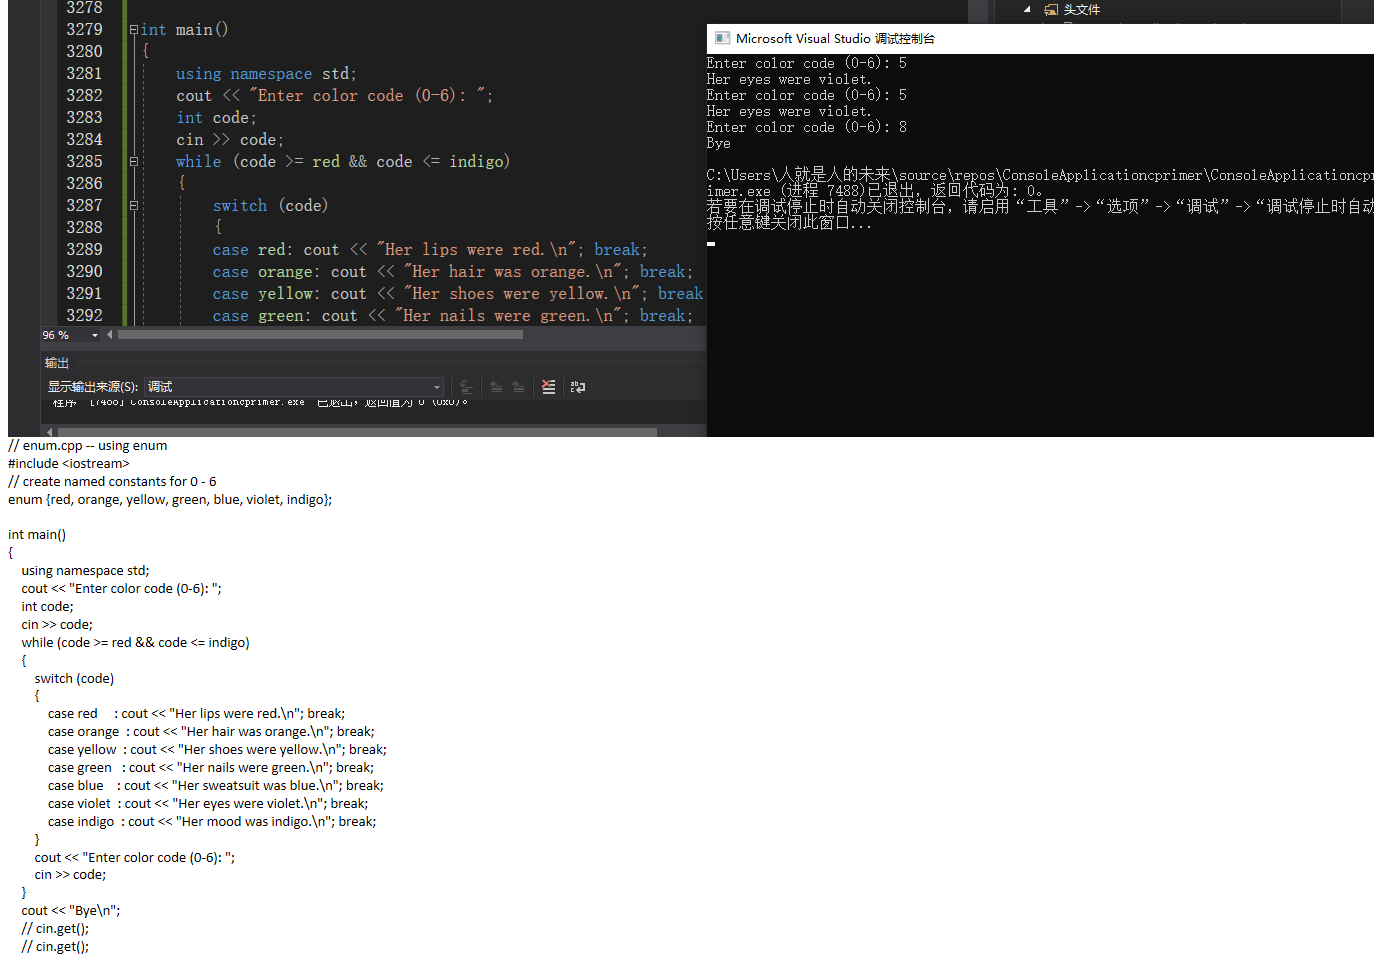 3278
3279 int main()
3280 {
3281 using namespace std;
3282 cout << "Enter color code (0-6): ";
3283 int code;
3284 cin >> code;
3285 while (code >= red && code <= indigo)
3286 {
3287 switch (code)
3288 {
3289 case red: cout << "Her lips were red.\n"; break;
3290 case orange: cout << "Her hair was orange.\n"; break;
3291 case yellow: cout << "Her shoes were yellow.\n"; break
3292 case green: cout << "Her nails were green.\n"; break;
96 %
输出
显示输出来源(S): 调试
程序 "[7488] ConsoleApplicationcprimer.exe" 已退出，返回值为 0 (0x0)。
头文件
Microsoft Visual Studio 调试控制台
Enter color code (0-6): 5
Her eyes were violet.
Enter color code (0-6): 5
Her eyes were violet.
Enter color code (0-6): 8
Bye
C:\Users\人就是人的未来\source\repos\ConsoleApplicationcprimer\ConsoleApplicationcpr
imer.exe (进程 7488)已退出，返回代码为: 0。
若要在调试停止时自动关闭控制台，请启用“工具”->“选项”->“调试”->“调试停止时自动
按任意键关闭此窗口...
// enum.cpp -- using enum
#include <iostream>
// create named constants for 0 - 6
enum {red, orange, yellow, green, blue, violet, indigo};
int main()
{
using namespace std;
cout << "Enter color code (0-6): ";
int code;
cin >> code;
while (code >= red && code <= indigo)
{
switch (code)
{
case red : cout << "Her lips were red.\n"; break;
case orange : cout << "Her hair was orange.\n"; break;
case yellow : cout << "Her shoes were yellow.\n"; break;
case green : cout << "Her nails were green.\n"; break;
case blue : cout << "Her sweatsuit was blue.\n"; break;
case violet : cout << "Her eyes were violet.\n"; break;
case indigo : cout << "Her mood was indigo.\n"; break;
}
cout << "Enter color code (0-6): ";
cin >> code;
}
cout << "Bye\n";
// cin.get();
// cin.get();